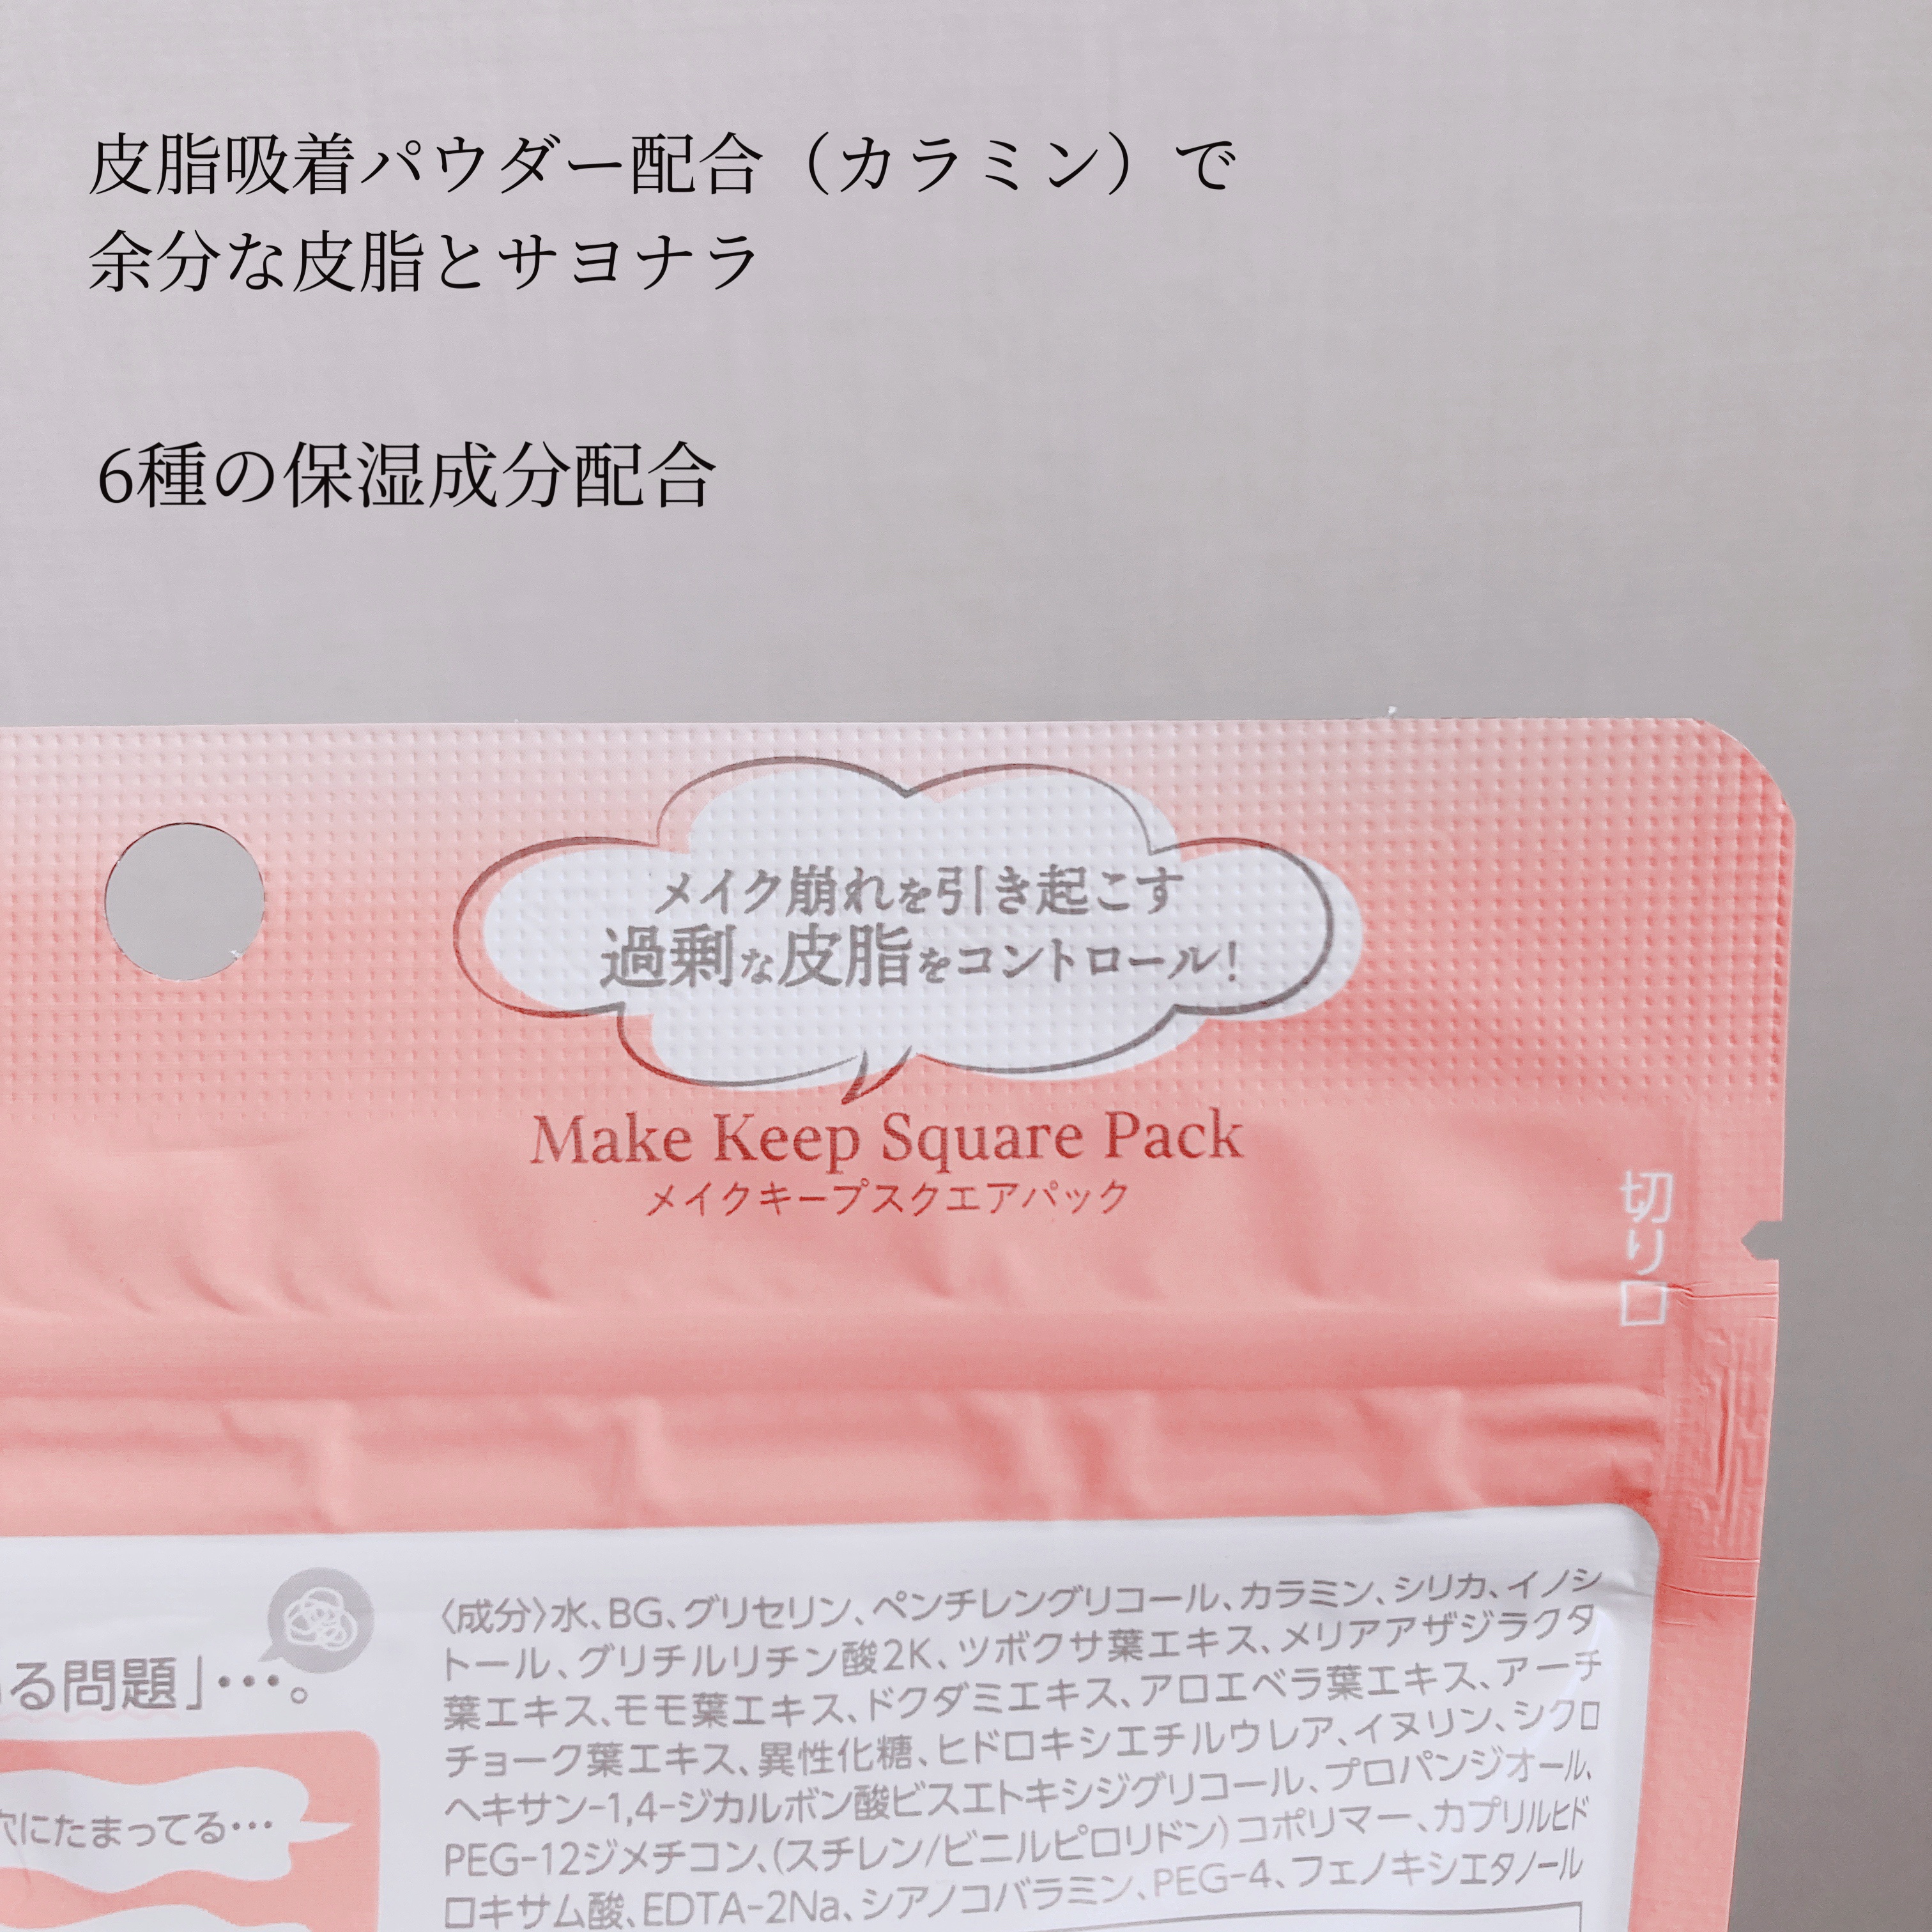 皮脂吸着パウダー配合（カラミン）で
余分な皮脂とサヨナラ
6種の保湿成分配合
メイク崩れを引き起こす
過剰な皮脂をコントロール！
Make Keep Square Pack
メイクキープスクエアパック
切り口
る問題」･･･。
穴にたまってる･･･
〈成分〉水、BG、グリセリン、ペンチレングリコール、カラミン、シリカ、イノシ
トール、グリチルリチン酸2K、ツボクサ葉エキス、メリアアザジラクタ
葉エキス、モモ葉エキス、ドクダミエキス、アロエベラ葉エキス、アーチ
チョーク葉エキス、異性化糖、ヒドロキシエチルウレア、イヌリン、シクロ
ヘキサン-1,4-ジカルボン酸ビスエトキシジグリコール、プロパンジオール、
PEG-12ジメチコン、(スチレン/ビニルピロリドン)コポリマー、カプリルヒド
ロキサム酸、EDTA-2Na、シアノコバラミン、PEG-4、フェノキシエタノール